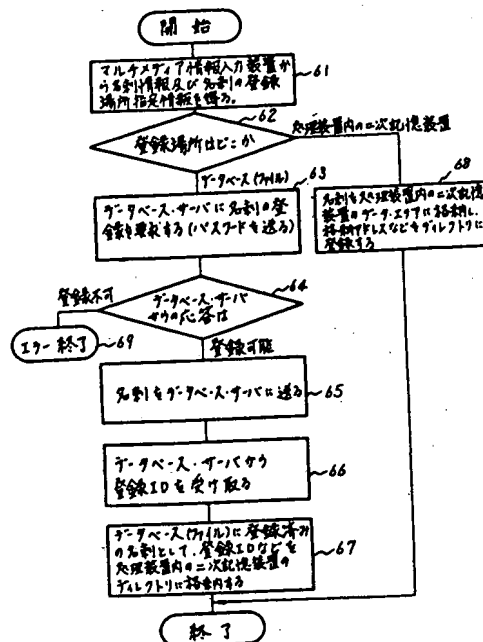 開始
マルチメディア情報入力装置か
ら名刺情報及び名刺の登録
場所指定情報を得る。
61
62
登録場所はどこか
処理装置内の二次記憶装置
データベース(ファイル)
63
データベース・サーバに名刺の登
録を要求する(パスワードを送る)
68
名刺を処理装置内の二次記憶
装置のデータ・エリアに格納し、
格納アドレスなどをディレクトリに
登録する
64
登録不可
データベース・サーバ
からの応答は
エラー終了
69
登録可能
名刺をデータベース・サーバに送る
65
データベース・サーバから
登録IDを受け取る
66
データベース(ファイル)に登録済み
の名刺として、登録IDなどを
処理装置内の二次記憶装置の
ディレクトリに格納する
67
終了